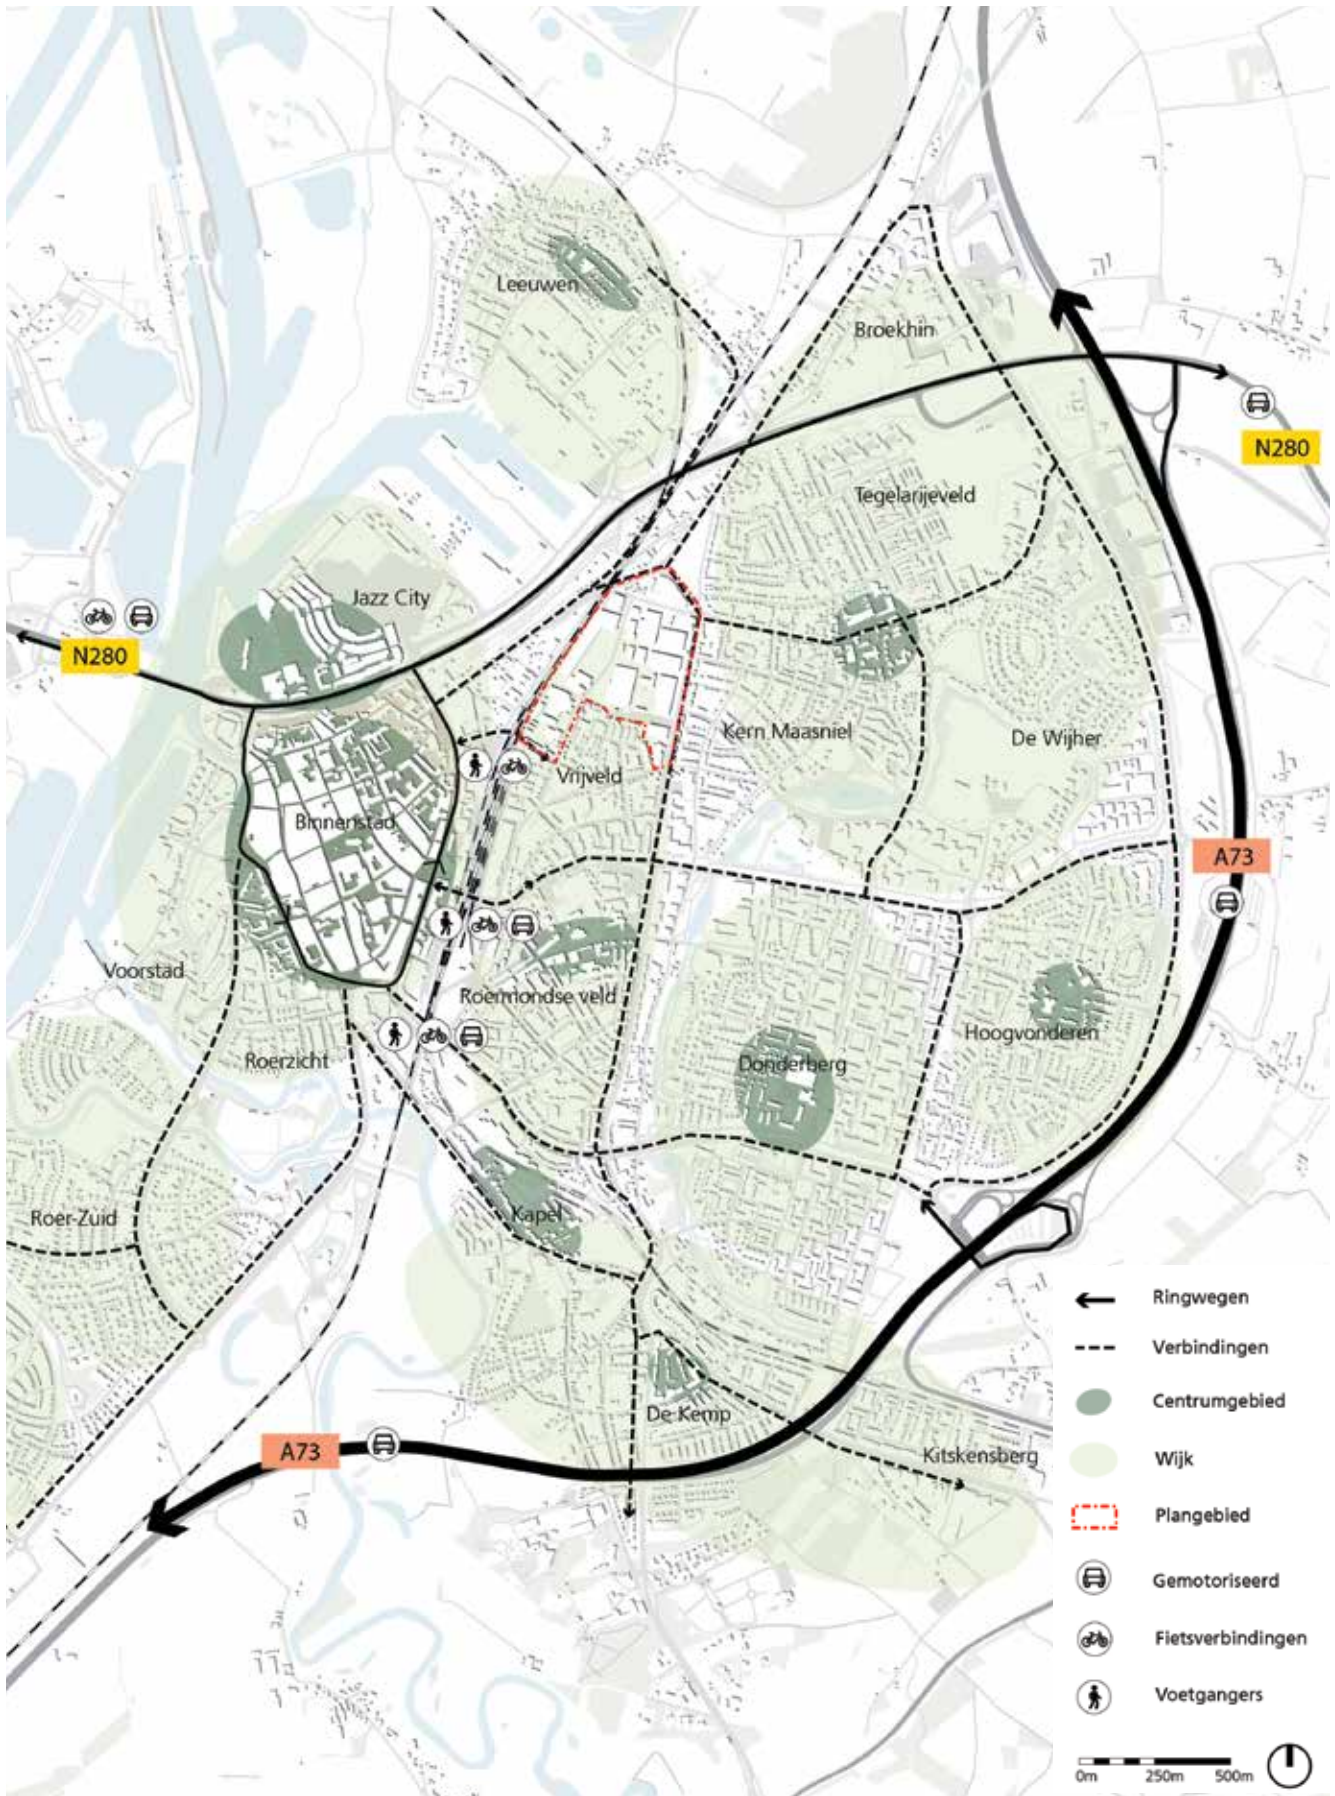 Leeuwen
Broekhin
N280
Tegelarijeveld
Jazz City
N280
Kern Maasniel
De Wijher
Vrijveld
Binnenstad
A73
Voorstad
Roermondse veld
Hoogvonderen
Roerzicht
Donderberg
Roer-Zuid
Kapel
De Kemp
A73
Kitskensberg
Ringwegen
Verbindingen
Centrumgebied
Wijk
Plangebied
Gemotoriseerd
Fietsverbindingen
Voetgangers
0m 250m 500m